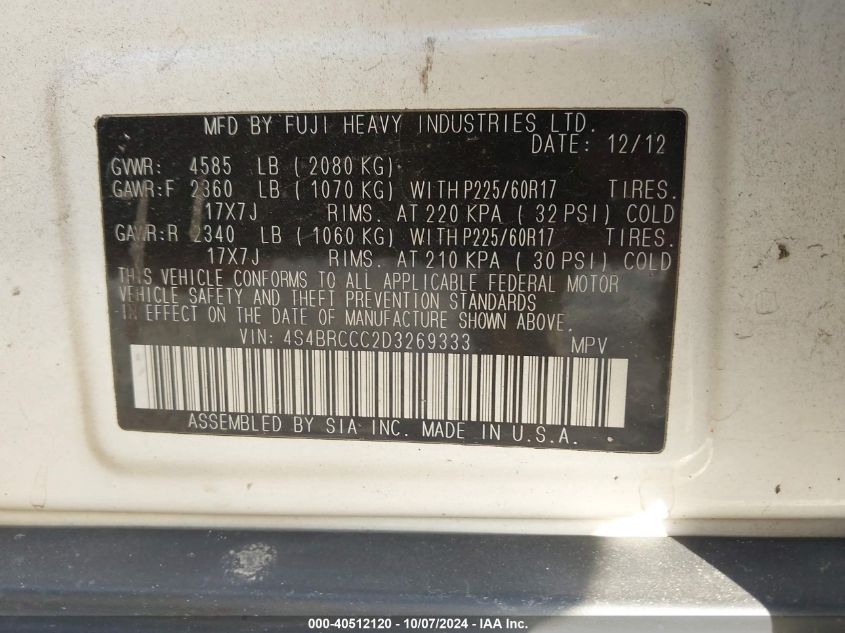 MFD BY FUJI HEAVY INDUSTRIES LTD.
DATE: 12/12
GVWR: 4585 LB ( 2080 KG)
GAWR:F 2360 LB ( 1070 KG) WITH P225/60R17 TIRES.
17X7J RIMS. AT 220 KPA ( 32 PSI) COLD
GAWR:R 2340 LB ( 1060 KG) WITH P225/60R17 TIRES.
17X7J RIMS. AT 210 KPA ( 30 PSI) COLD
THIS VEHICLE CONFORMS TO ALL APPLICABLE FEDERAL MOTOR
VEHICLE SAFETY AND THEFT PREVENTION STANDARDS
IN EFFECT ON THE DATE OF MANUFACTURE SHOWN ABOVE.
VIN: 4S4BRCCC2D3269333 MPV
ASSEMBLED BY SIA INC. MADE IN U.S.A.
000-40512120 - 10/07/2024 - IAA Inc.